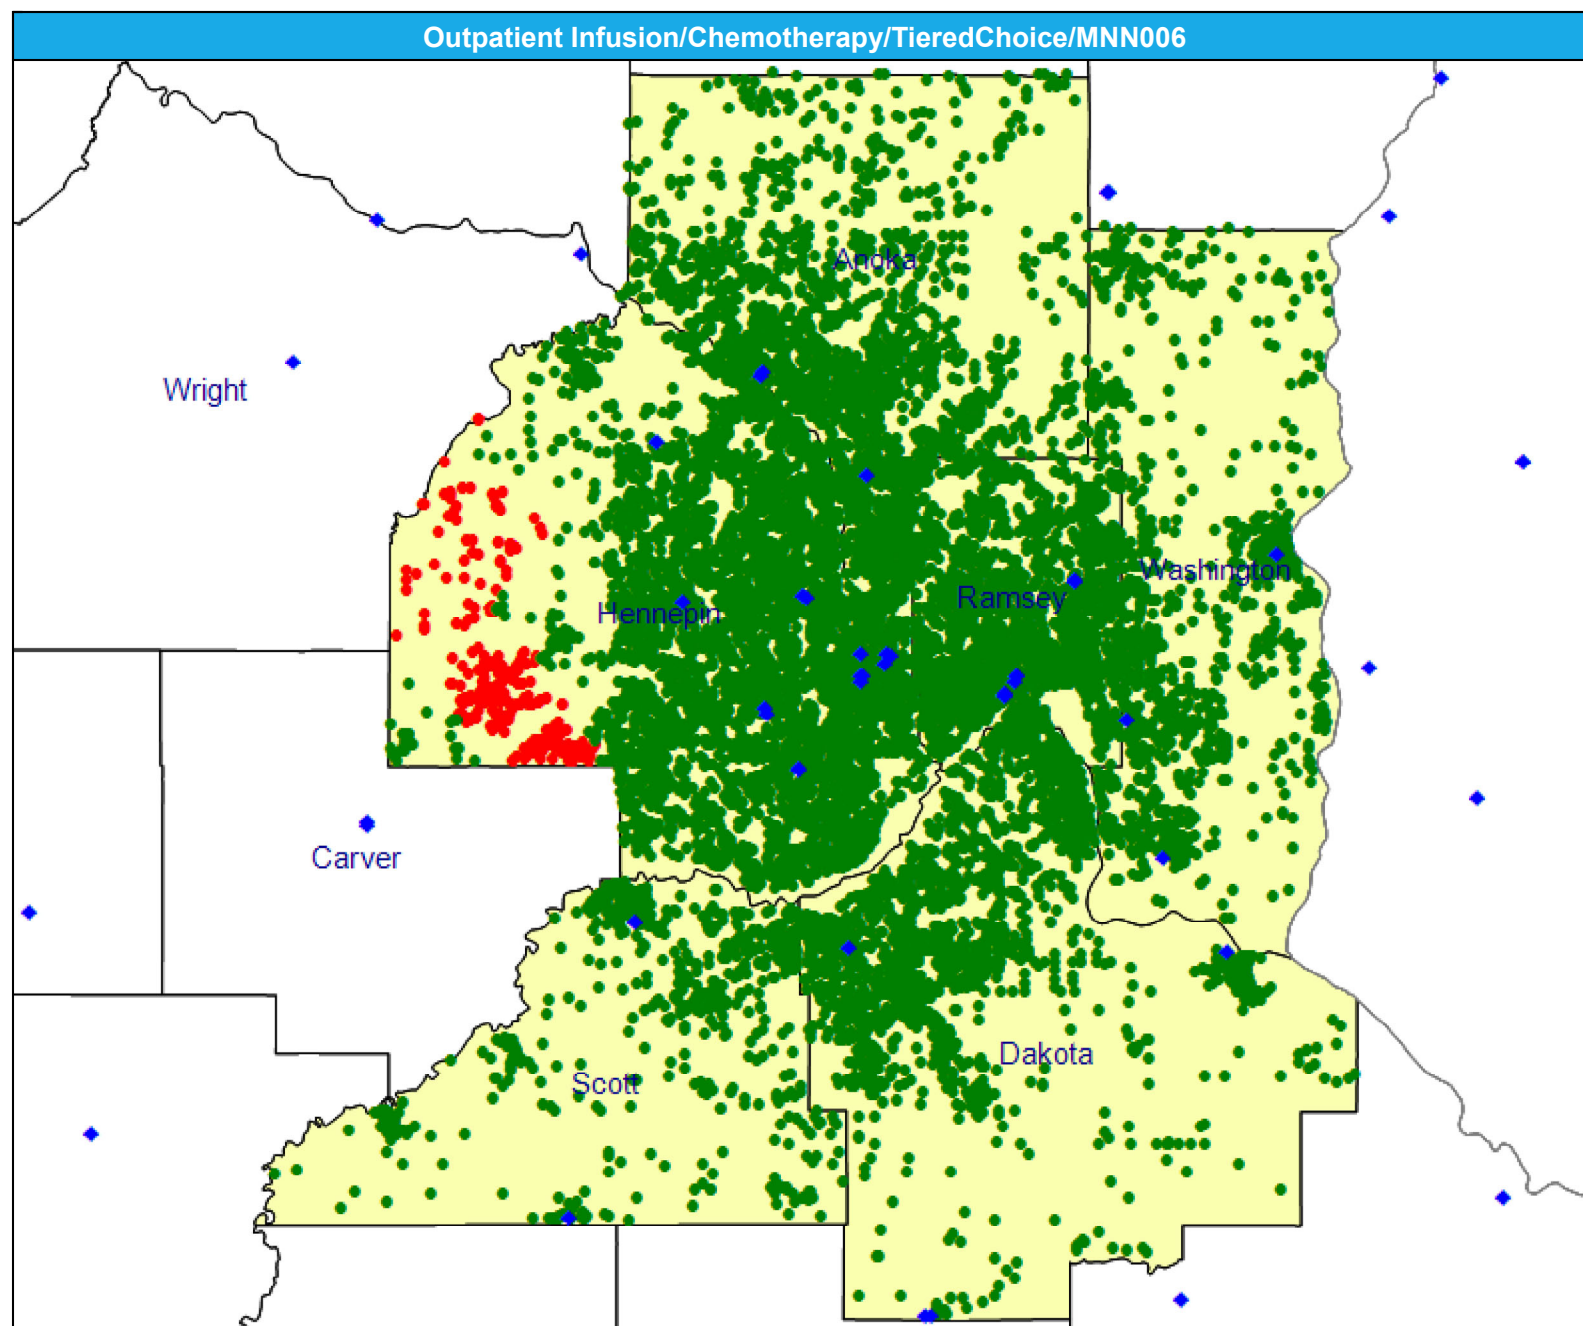 Outpatient Infusion/Chemotherapy/TieredChoice/MNN006
Anoka
Wright
Washington
Ramsey
Hennepin
Carver
Dakota
Scott